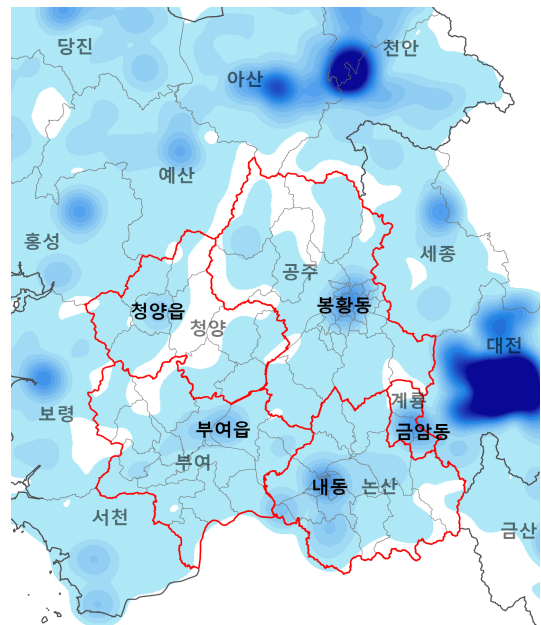 당진
천안
아산
예산
홍성
세종
공주
청양읍
봉황동
청양
대전
계룡
보령
부여읍
금암동
부여
내동
논산
서천
금산